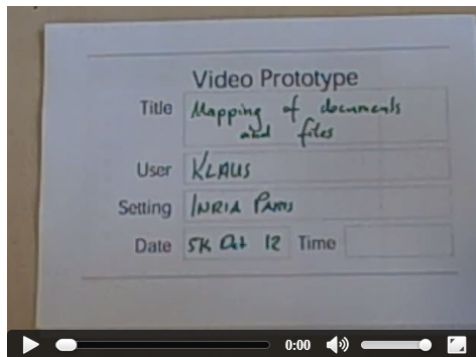 Video Prototype
Title Mapping of documents
and files
User KLAUS
Setting INRIA PARIS
Date 5th Oct 12 Time
0:00